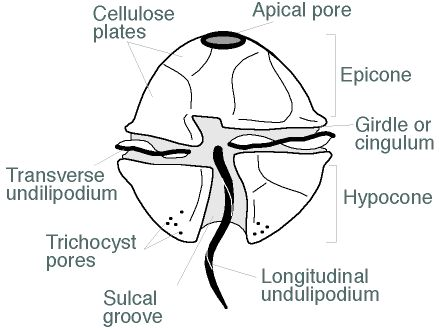 Cellulose
plates
Apical pore
Epicone
Girdle or
cingulum
Transverse
undilipodium
Hypocone
Trichocyst
pores
Longitudinal
undulipodium
Sulcal
groove